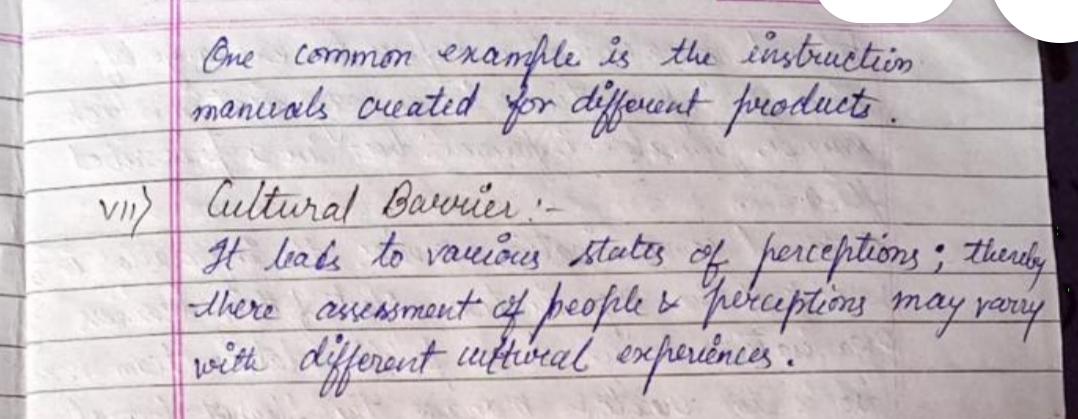 One common example is the instruction
manuals created for different products.
VII) Cultural Barrier :-
It leads to various states of perceptions; thereby
there assessment of people & perceptions may varry
with different cultural experiences.